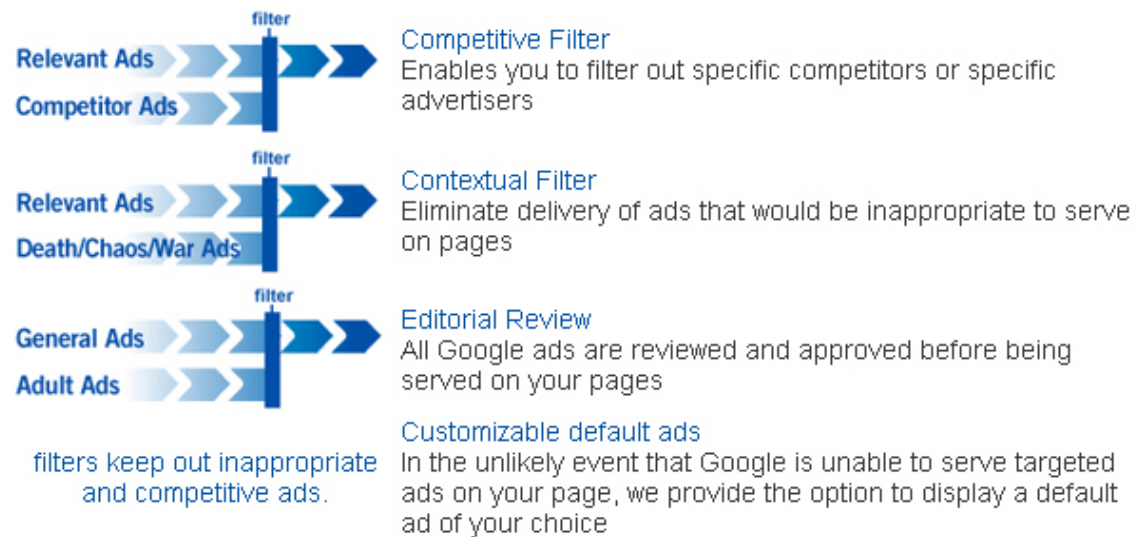 filter
Relevant Ads
Competitor Ads
Competitive Filter
Enables you to filter out specific competitors or specific
advertisers
filter
Relevant Ads
Death/Chaos/War Ads
Contextual Filter
Eliminate delivery of ads that would be inappropriate to serve
on pages
filter
General Ads
Adult Ads
Editorial Review
All Google ads are reviewed and approved before being
served on your pages
filters keep out inappropriate
and competitive ads.
Customizable default ads
In the unlikely event that Google is unable to serve targeted
ads on your page, we provide the option to display a default
ad of your choice